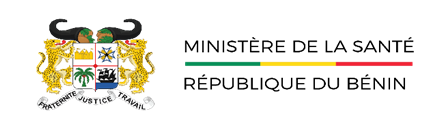 MINISTÈRE DE LA SANTÉ
RÉPUBLIQUE DU BÉNIN
FRATERNITÉ JUSTICE TRAVAIL